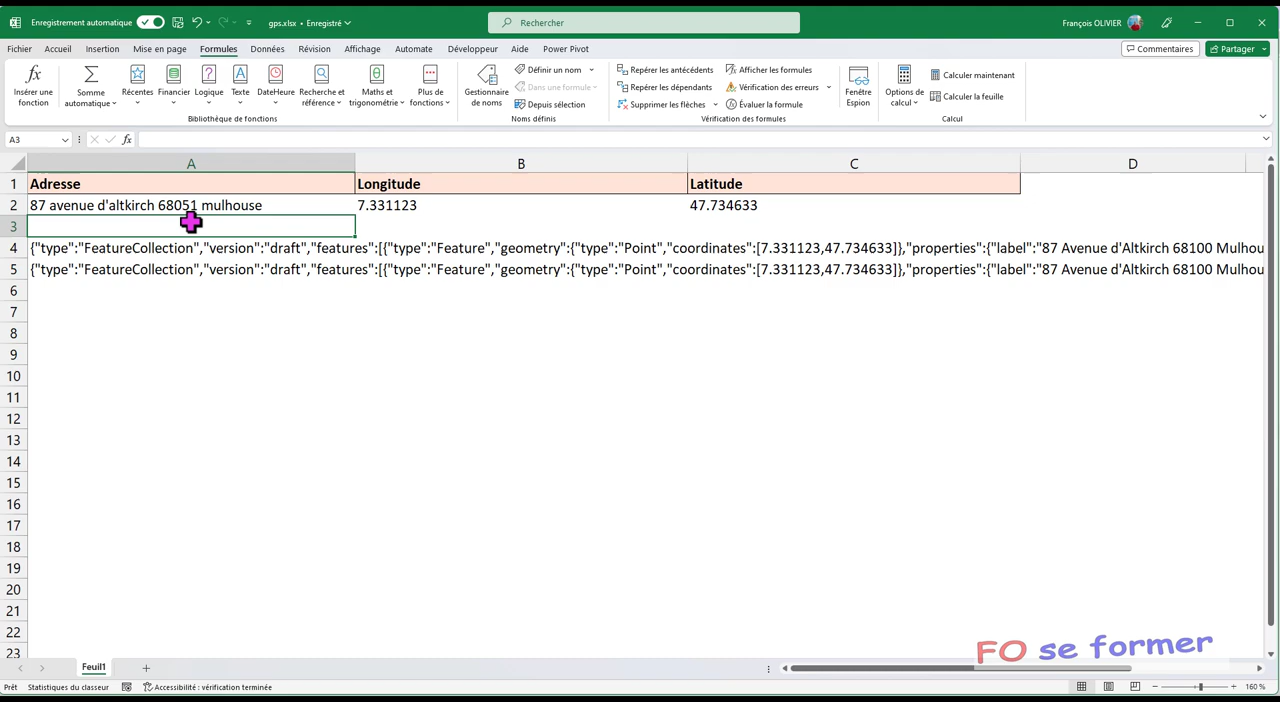 Enregistrement automatique gps.xlsx • Enregistré Rechercher François OLIVIER
Fichier Accueil Insertion Mise en page Formules Données Révision Affichage Automate Développeur Aide Power Pivot Commentaires Partager
Insérer une fonction
Somme automatique
Récentes
Financier
Logique
Texte
DateHeure
Recherche et référence
Maths et trigonométrie
Plus de fonctions
Bibliothèque de fonctions
Gestionnaire de noms
Définir un nom
Dans une formule
Depuis sélection
Noms définis
Repérer les antécédents
Repérer les dépendants
Supprimer les flèches
Afficher les formules
Vérification des erreurs
Évaluer la formule
Vérification des formules
Fenêtre Espion
Options de calcul
Calculer maintenant
Calculer la feuille
Calcul
A3 fx
A B C D
1 Adresse Longitude Latitude
2 87 avenue d'altkirch 68051 mulhouse 7.331123 47.734633
3
4 {"type":"FeatureCollection","version":"draft","features":[{"type":"Feature","geometry":{"type":"Point","coordinates":[7.331123,47.734633]},"properties":{"label":"87 Avenue d'Altkirch 68100 Mulhou
5 {"type":"FeatureCollection","version":"draft","features":[{"type":"Feature","geometry":{"type":"Point","coordinates":[7.331123,47.734633]},"properties":{"label":"87 Avenue d'Altkirch 68100 Mulhou
6
7
8
9
10
11
12
13
14
15
16
17
18
19
20
21
22
23
FO se former
Feuil1
Prêt Statistiques du classeur Accessibilité : vérification terminée 160 %